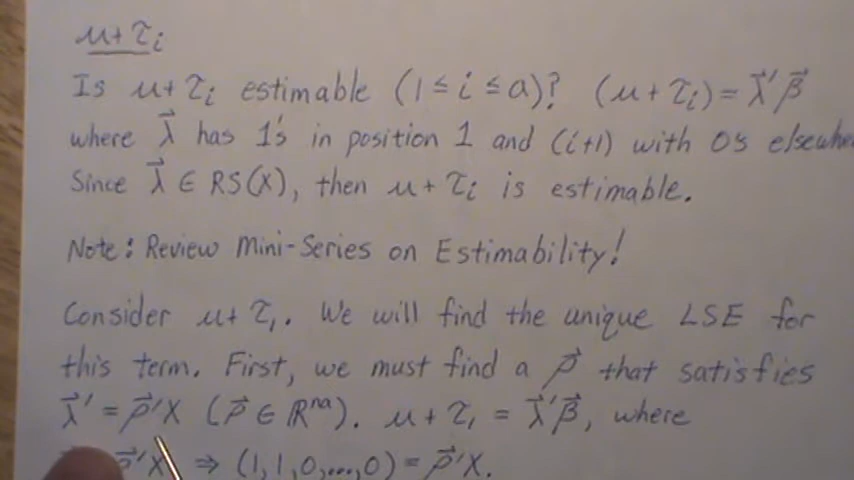 μ+τᵢ
Is μ+τᵢ estimable (1≤i≤a)? (μ+τᵢ)=λ⃗'β⃗
where λ⃗ has 1's in position 1 and (i+1) with 0's
Since λ⃗ ∈ RS(X), then μ+τᵢ is estimable.
Note: Review Mini-Series on Estimability!
Consider μ+τ₁. We will find the unique LSE for
this term. First, we must find a ρ⃗ that satisfies
λ⃗' = ρ⃗'X (ρ⃗ ∈ ℝⁿᵃ). μ+τ₁ = λ⃗'β⃗, where
ρ⃗'X ⇒ (1,1,0,...,0) = ρ⃗'X.